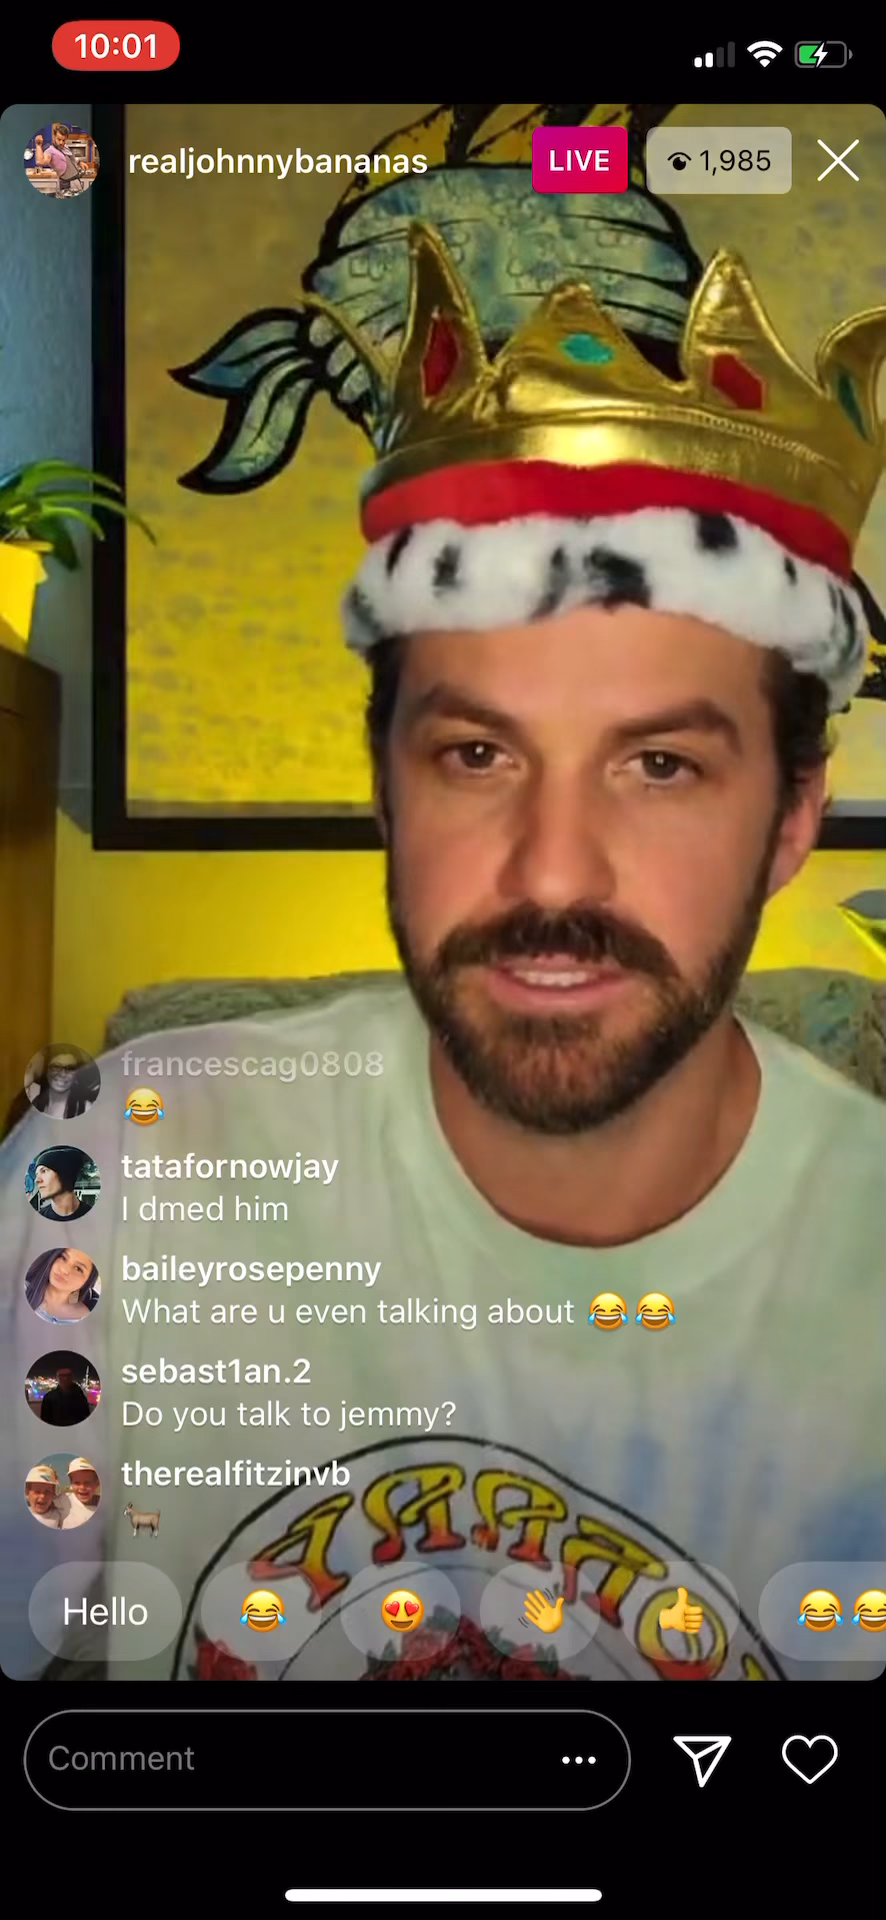 10:01
realjohnnybananas
LIVE
1,985
francescag0808
😂
tatafornowjay
I dmed him
baileyrosepenny
What are u even talking about 😂😂
sebast1an.2
Do you talk to jemmy?
therealfitzinvb
🐐
Hello 😂 😍 👋 👍 😂😂
Comment